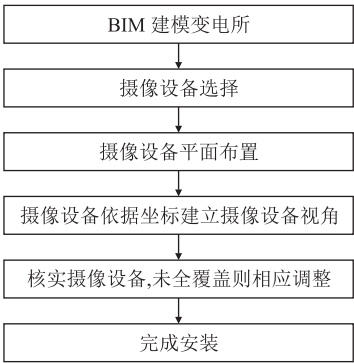 BIM 建模变电所
摄像设备选择
摄像设备平面布置
摄像设备依据坐标建立摄像设备视角
核实摄像设备,未全覆盖则相应调整
完成安装